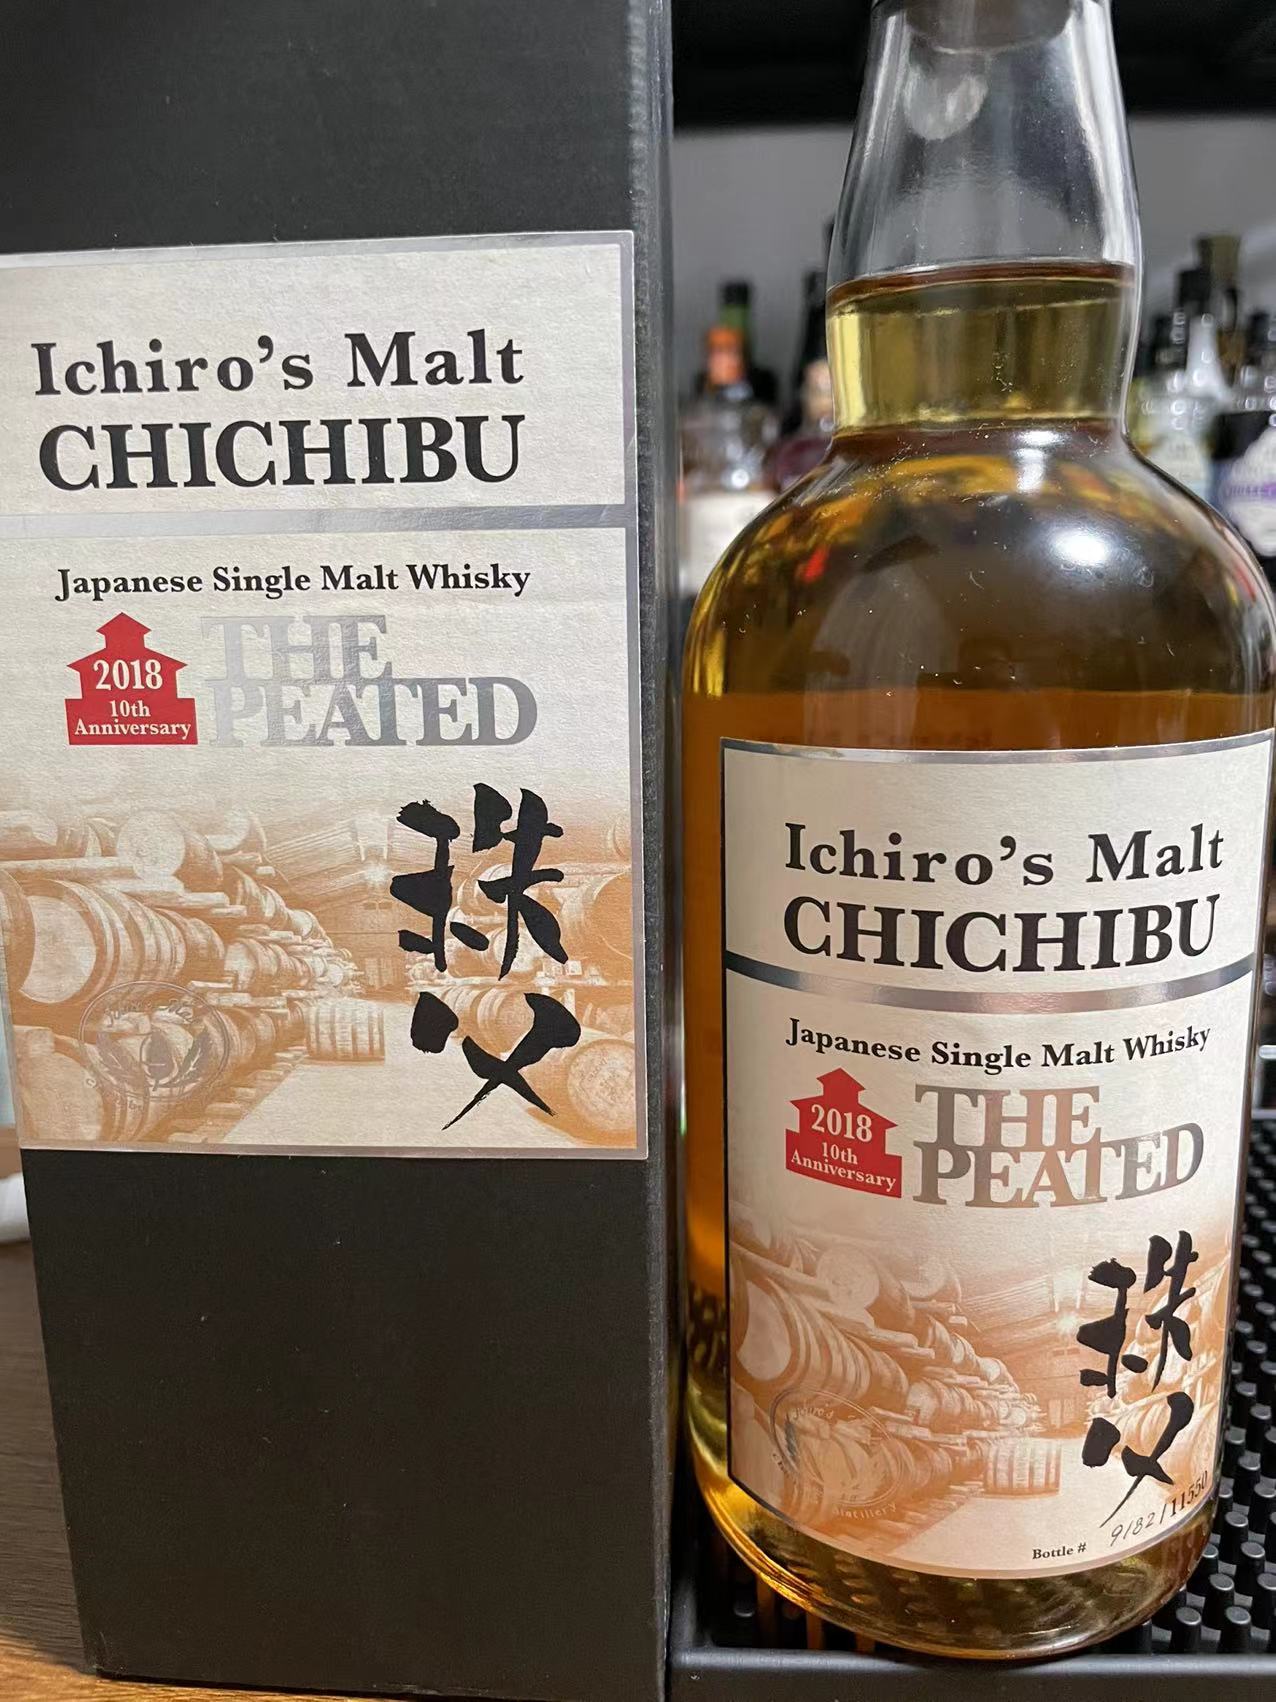 Ichiro's Malt
CHICHIBU
Japanese Single Malt Whisky
2018
10th
Anniversary
THE
PEATED
秩
父
Ichiro's Malt
CHICHIBU
Japanese Single Malt Whisky
2018
10th
Anniversary
THE
PEATED
秩
父
Bottle # 9182/11550